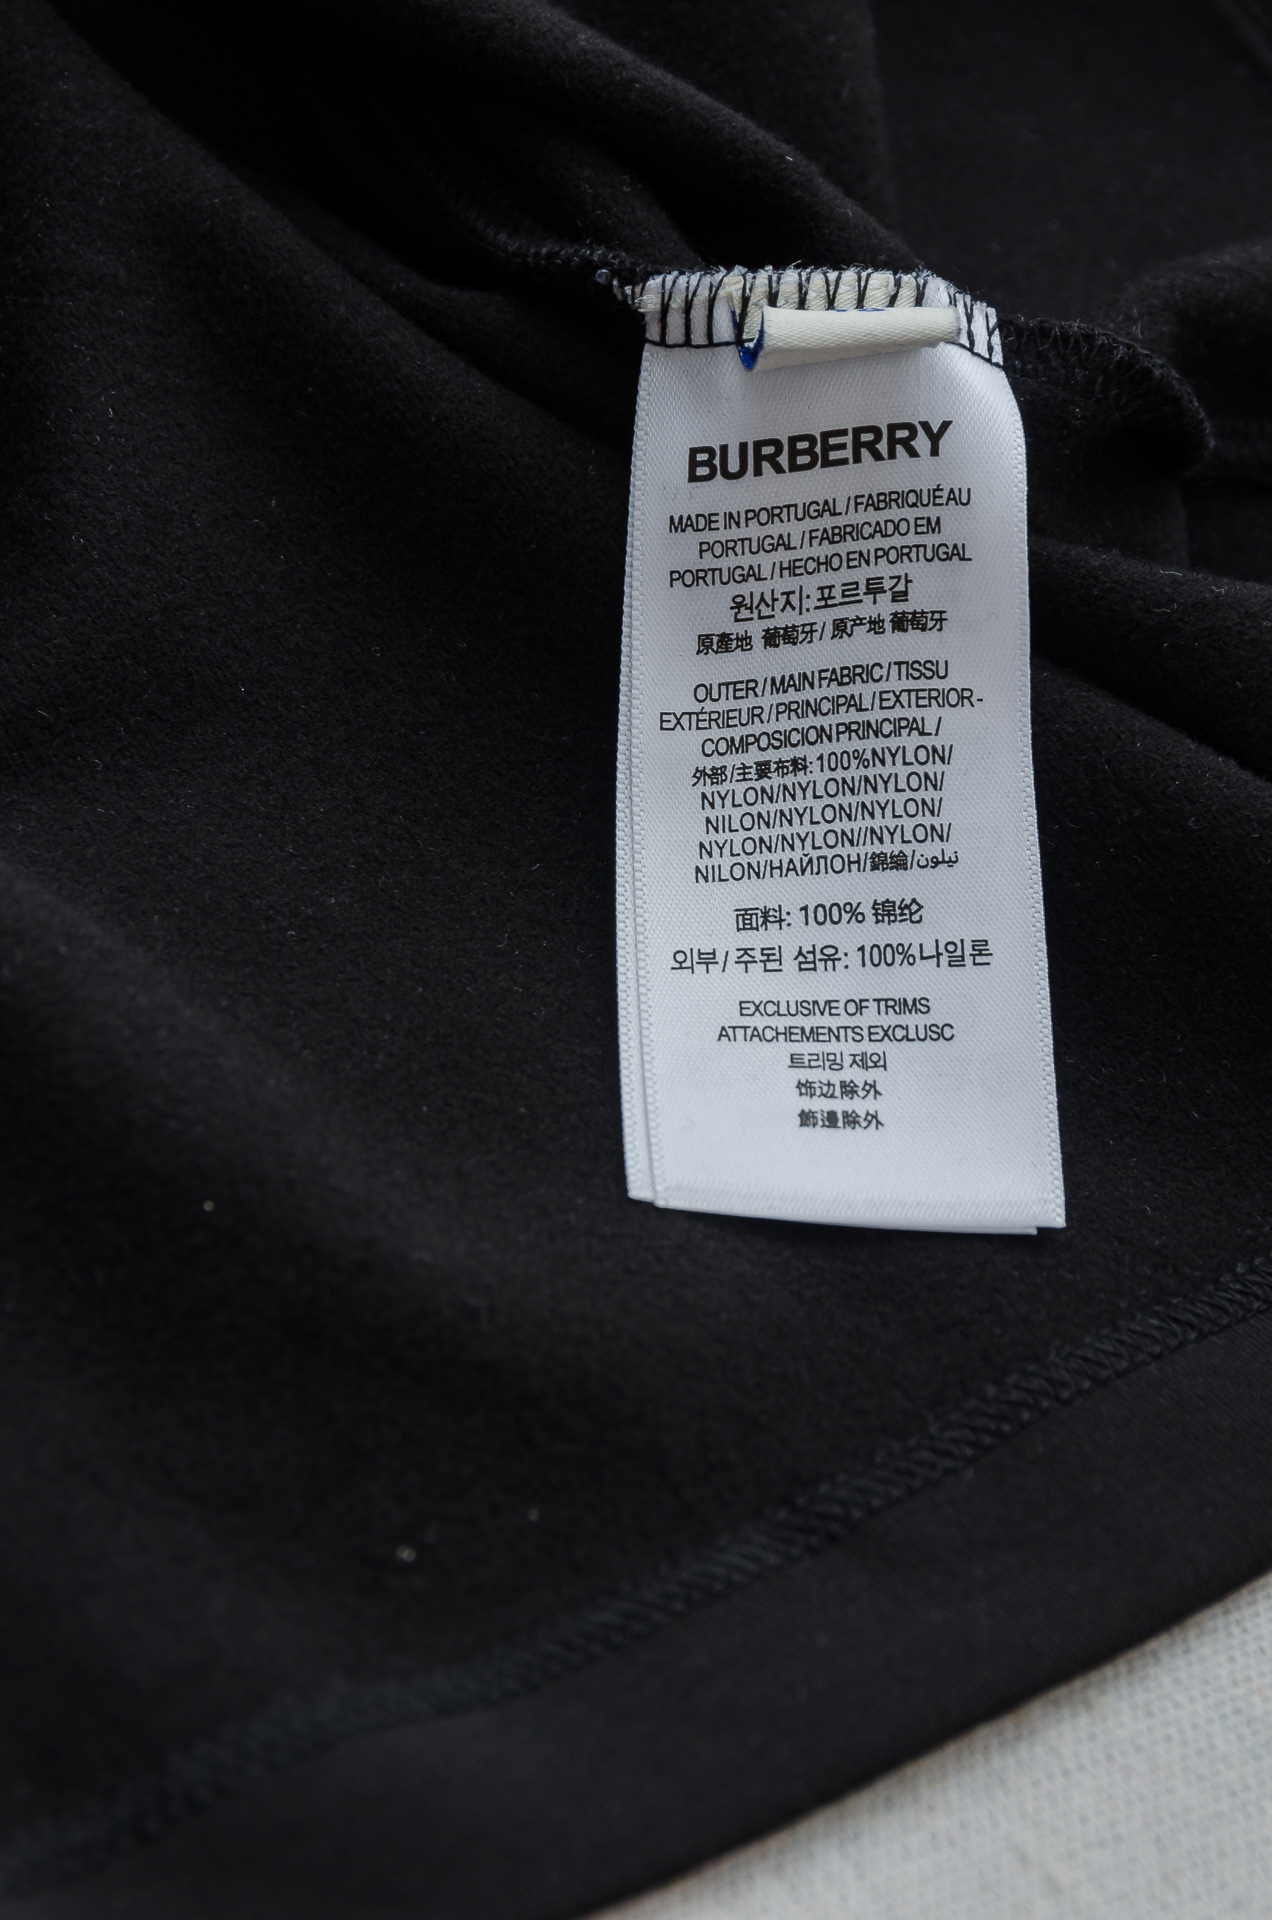 BURBERRY
MADE IN PORTUGAL / FABRIQUÉ AU
PORTUGAL / FABRICADO EM
PORTUGAL / HECHO EN PORTUGAL
원산지: 포르투갈
原產地 葡萄牙 / 原产地 葡萄牙
OUTER / MAIN FABRIC / TISSU
EXTÉRIEUR / PRINCIPAL / EXTERIOR -
COMPOSICION PRINCIPAL /
外部 /主要布料: 100%NYLON/
NYLON/NYLON/NYLON/
NILON/NYLON/NYLON/
NYLON/NYLON//NYLON/
NILON/НАЙЛОН/錦綸/نيلون
面料: 100% 锦纶
외부 / 주된 섬유: 100%나일론
EXCLUSIVE OF TRIMS
ATTACHEMENTS EXCLUSC
트리밍 제외
饰边除外
飾邊除外